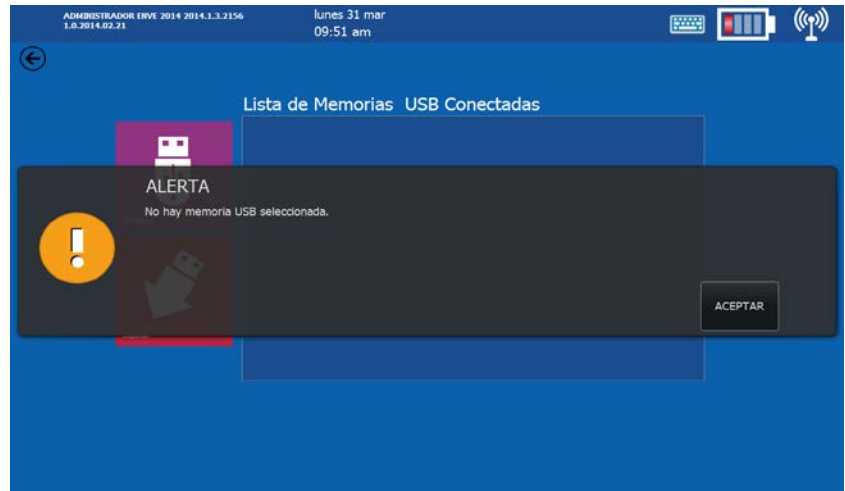 ADMINISTRADOR ENVE 2014 2014.1.3.2156
1.0.2014.02.21
lunes 31 mar
09:51 am
Lista de Memorias USB Conectadas
ALERTA
No hay memoria USB seleccionada.
ACEPTAR